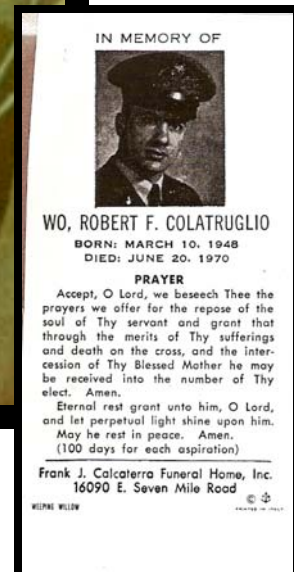 IN MEMORY OF
WO, ROBERT F. COLATRUGLIO
BORN: MARCH 10, 1948
DIED: JUNE 20, 1970
PRAYER
Accept, O Lord, we beseech Thee the
prayers we offer for the repose of the
soul of Thy servant and grant that
through the merits of Thy sufferings
and death on the cross, and the inter-
cession of Thy Blessed Mother he may
be received into the number of Thy
elect. Amen.
Eternal rest grant unto him, O Lord,
and let perpetual light shine upon him.
May he rest in peace. Amen.
(100 days for each aspiration)
Frank J. Calcaterra Funeral Home, Inc.
16090 E. Seven Mile Road
WEEPING WILLOW
©
PRINTED IN ITALY